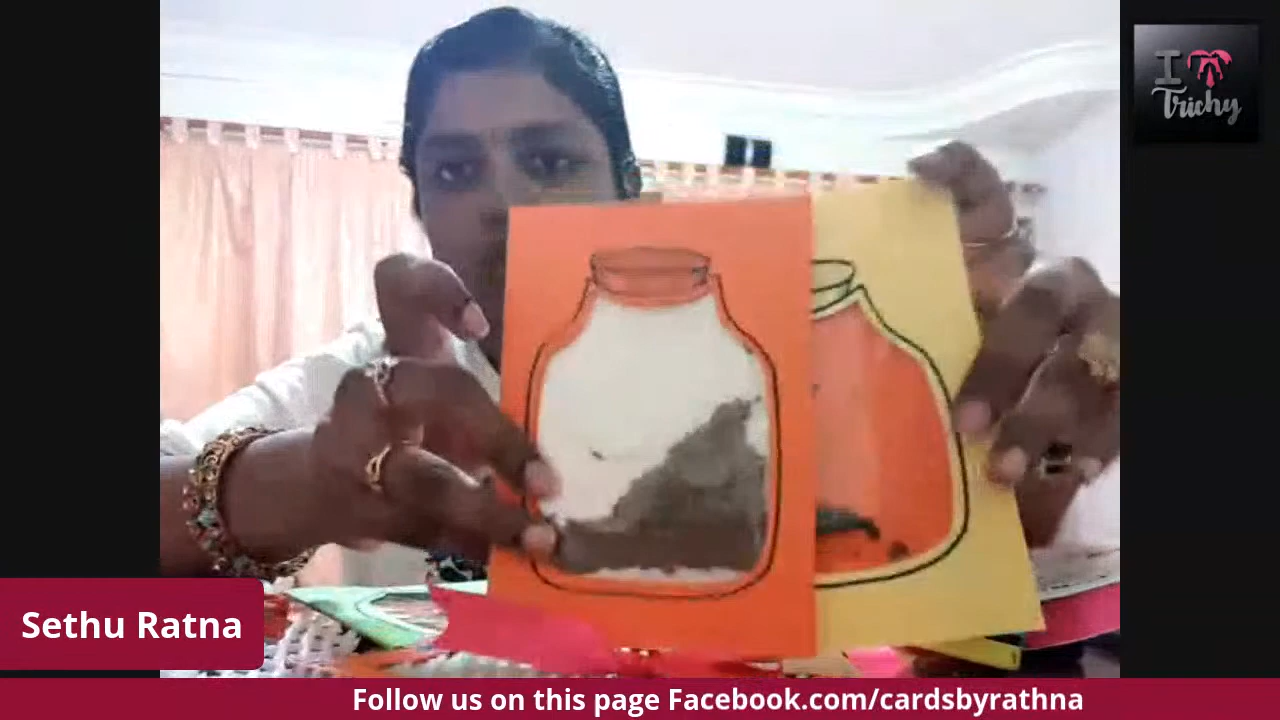 I
Trichy
Sethu Ratna
Follow us on this page Facebook.com/cardsbyrathna